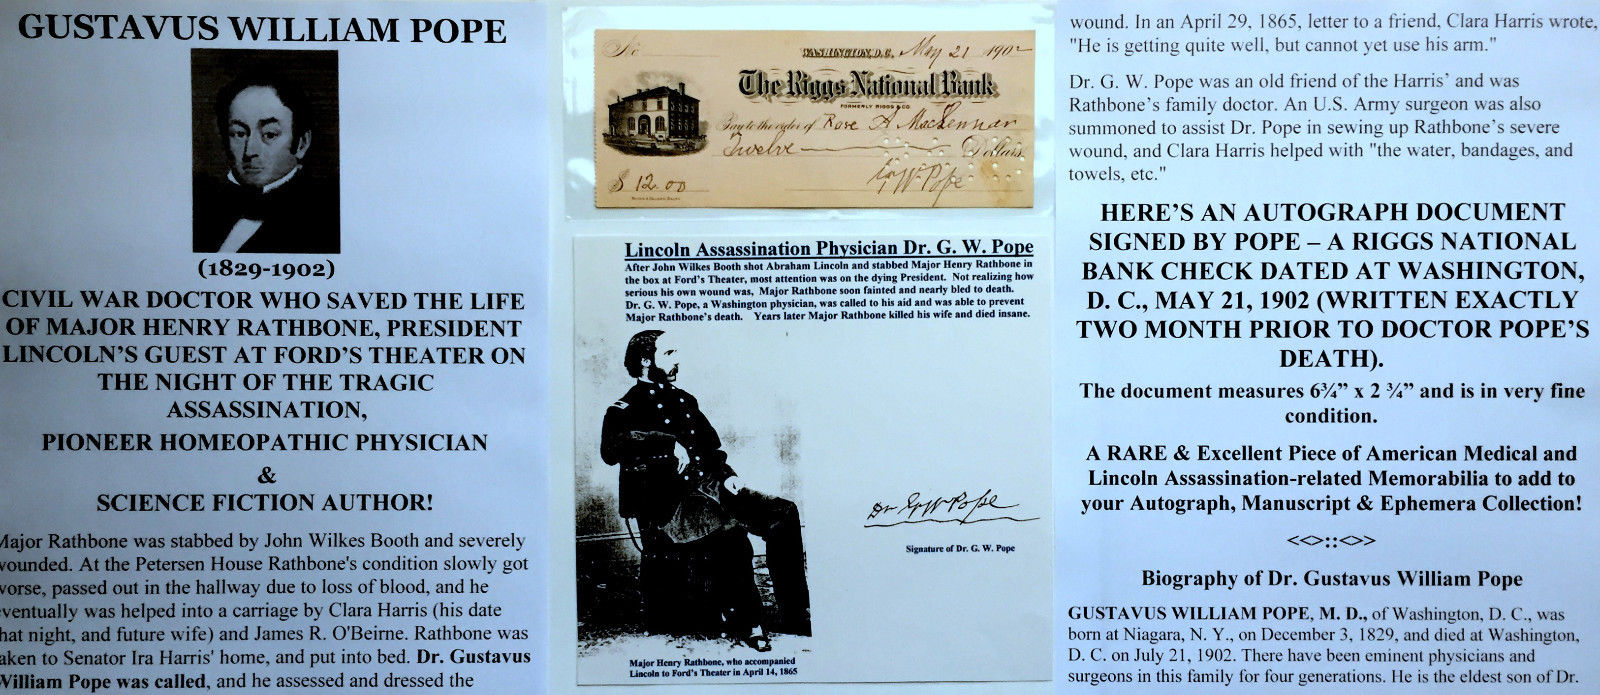 GUSTAVUS WILLIAM POPE
(1829-1902)
CIVIL WAR DOCTOR WHO SAVED THE LIFE
OF MAJOR HENRY RATHBONE, PRESIDENT
LINCOLN’S GUEST AT FORD’S THEATER ON
THE NIGHT OF THE TRAGIC
ASSASSINATION,
PIONEER HOMEOPATHIC PHYSICIAN
&
SCIENCE FICTION AUTHOR!
Major Rathbone was stabbed by John Wilkes Booth and severely
wounded. At the Petersen House Rathbone's condition slowly got
worse, passed out in the hallway due to loss of blood, and he
eventually was helped into a carriage by Clara Harris (his date
that night, and future wife) and James R. O'Beirne. Rathbone was
taken to Senator Ira Harris' home, and put into bed. Dr. Gustavus
William Pope was called, and he assessed and dressed the
No.
WASHINGTON, D.C. May 21 1902
The Riggs National Bank
FORMERLY RIGGS & CO
Pay to the order of Rose A MacLennan
Twelve Dollars
$ 12.00
G W Pope
Lincoln Assassination Physician Dr. G. W. Pope
After John Wilkes Booth shot Abraham Lincoln and stabbed Major Henry Rathbone in
the box at Ford's Theater, most attention was on the dying President. Not realizing how
serious his own wound was, Major Rathbone soon fainted and nearly bled to death.
Dr. G. W. Pope, a Washington physician, was called to his aid and was able to prevent
Major Rathbone's death. Years later Major Rathbone killed his wife and died insane.
Dr G W Pope
Signature of Dr. G. W. Pope
Major Henry Rathbone, who accompanied
Lincoln to Ford's Theater in April 14, 1865
wound. In an April 29, 1865, letter to a friend, Clara Harris wrote,
"He is getting quite well, but cannot yet use his arm."
Dr. G. W. Pope was an old friend of the Harris’ and was
Rathbone’s family doctor. An U.S. Army surgeon was also
summoned to assist Dr. Pope in sewing up Rathbone’s severe
wound, and Clara Harris helped with "the water, bandages, and
towels, etc."
HERE’S AN AUTOGRAPH DOCUMENT
SIGNED BY POPE – A RIGGS NATIONAL
BANK CHECK DATED AT WASHINGTON,
D. C., MAY 21, 1902 (WRITTEN EXACTLY
TWO MONTH PRIOR TO DOCTOR POPE’S
DEATH).
The document measures 6¾” x 2 ¾” and is in very fine
condition.
A RARE & Excellent Piece of American Medical and
Lincoln Assassination-related Memorabilia to add to
your Autograph, Manuscript & Ephemera Collection!
<<>::<>>
Biography of Dr. Gustavus William Pope
GUSTAVUS WILLIAM POPE, M. D., of Washington, D. C., was
born at Niagara, N. Y., on December 3, 1829, and died at Washington,
D. C. on July 21, 1902. There have been eminent physicians and
surgeons in this family for four generations. He is the eldest son of Dr.